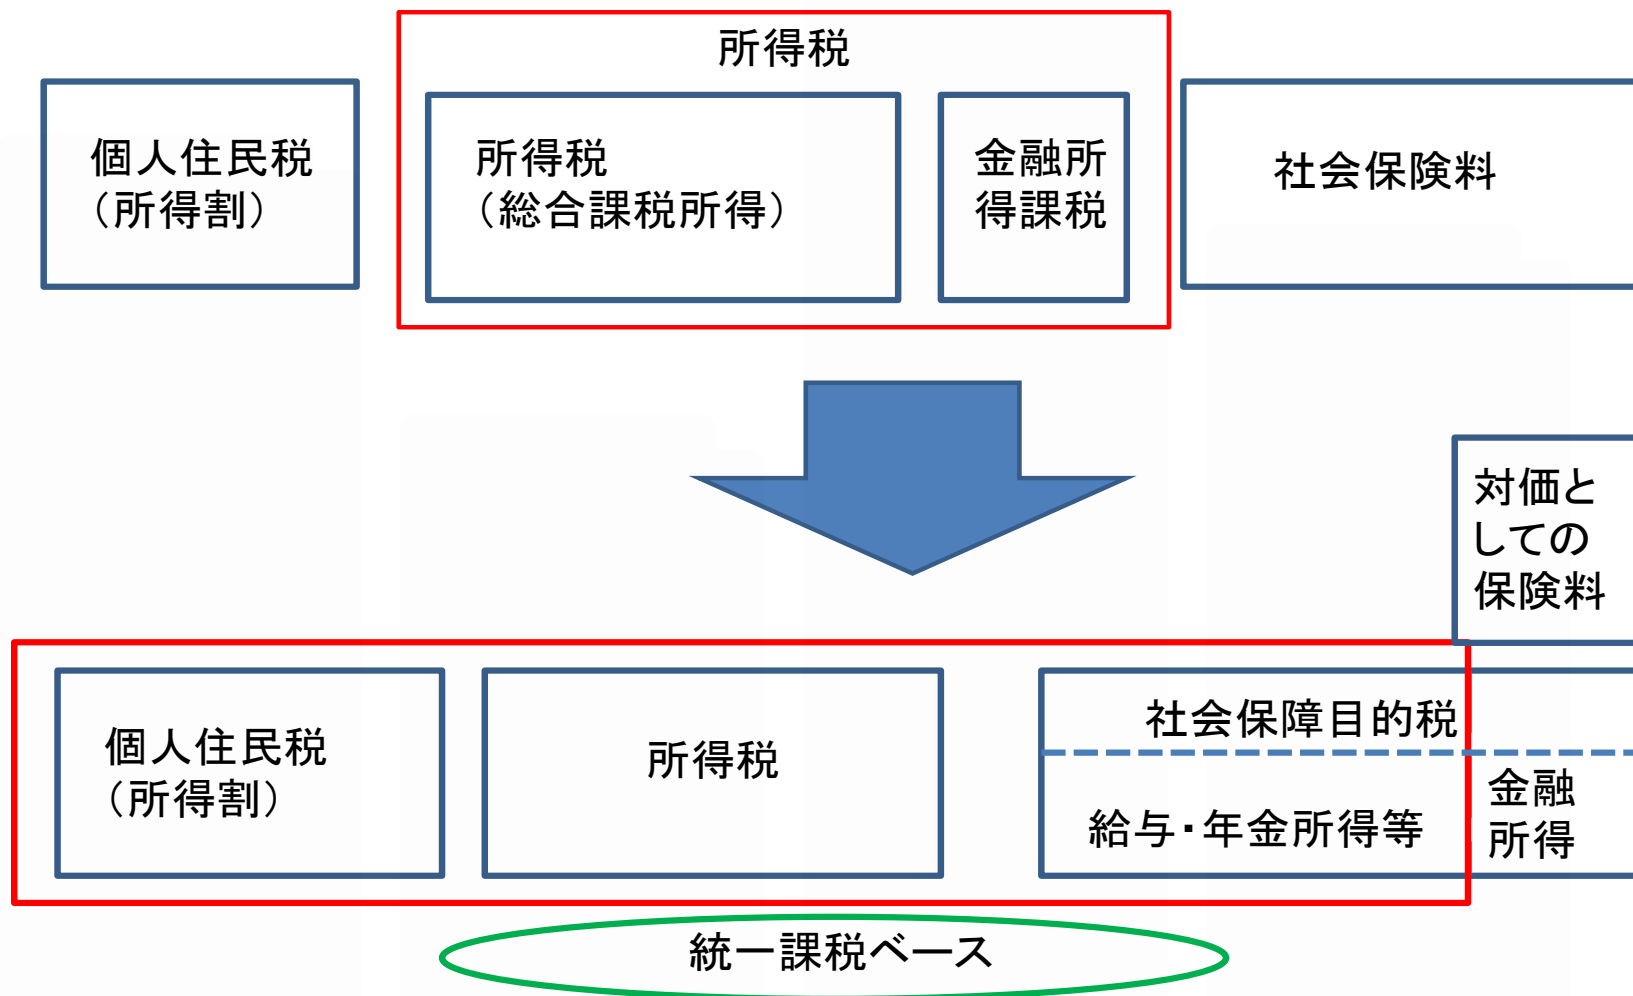 所得税
個人住民税
（所得割）
所得税
（総合課税所得）
金融所
得課税
社会保険料
対価と
しての
保険料
個人住民税
（所得割）
所得税
社会保障目的税
給与・年金所得等
金融
所得
統一課税ベース